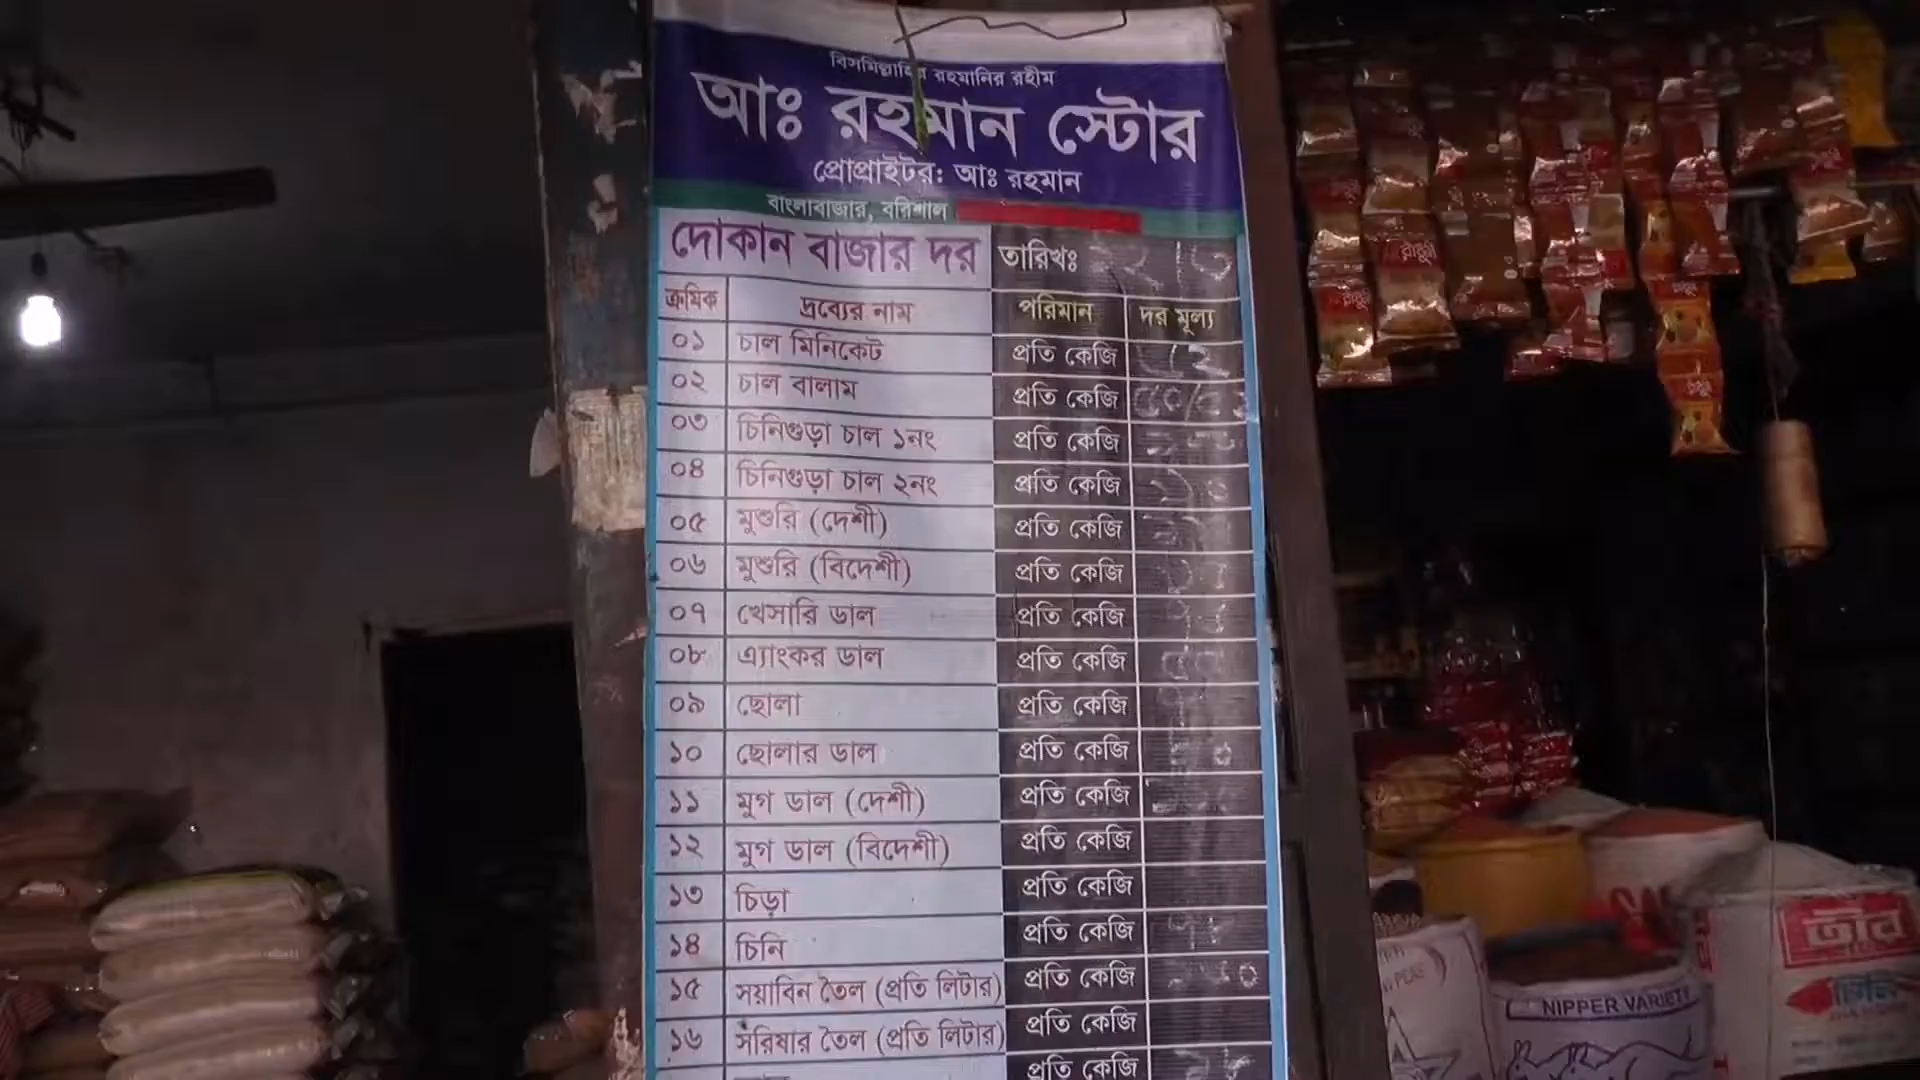 বিসমিল্লাহির রহমানির রহীম
আঃ রহমান স্টোর
প্রোপ্রাইটর: আঃ রহমান
বাংলাবাজার, বরিশাল
দোকান বাজার দর তারিখঃ
ক্রমিক দ্রব্যের নাম পরিমান দর মূল্য
০১ চাল মিনিকেট প্রতি কেজি
০২ চাল বালাম প্রতি কেজি
০৩ চিনিগুড়া চাল ১নং প্রতি কেজি
০৪ চিনিগুড়া চাল ২নং প্রতি কেজি
০৫ মুশুরি (দেশী) প্রতি কেজি
০৬ মুশুরি (বিদেশী) প্রতি কেজি
০৭ খেসারি ডাল প্রতি কেজি
০৮ এ্যাংকর ডাল প্রতি কেজি
০৯ ছোলা প্রতি কেজি
১০ ছোলার ডাল প্রতি কেজি
১১ মুগ ডাল (দেশী) প্রতি কেজি
১২ মুগ ডাল (বিদেশী) প্রতি কেজি
১৩ চিড়া প্রতি কেজি
১৪ চিনি প্রতি কেজি
১৫ সয়াবিন তৈল (প্রতি লিটার) প্রতি কেজি
১৬ সরিষার তৈল (প্রতি লিটার) প্রতি কেজি
প্রতি কেজি
তীর
চিনি
NIPPER VARIETY